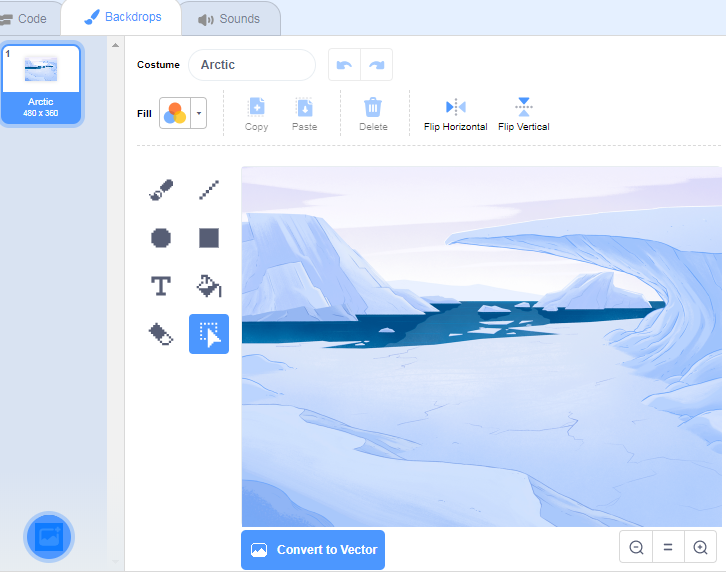 Code
Backdrops
Sounds
1
Arctic
480 x 360
Costume
Arctic
Fill
Copy
Paste
Delete
Flip Horizontal
Flip Vertical
T
Convert to Vector